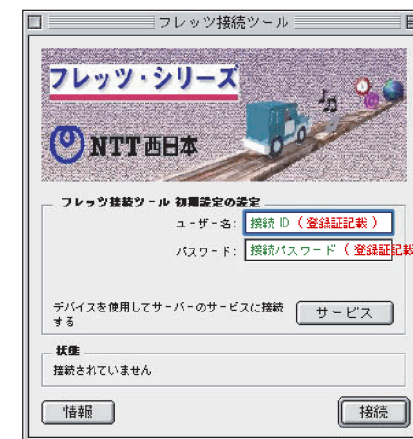 フレッツ接続ツール
フレッツ・シリーズ
NTT西日本
フレッツ接続ツール 初期設定の設定
ユーザー名: 接続 ID（登録証記載）
パスワード: 接続パスワード（登録証記載
デバイスを使用してサーバーのサービスに接続
する
サービス
状態
接続されていません
情報
接続